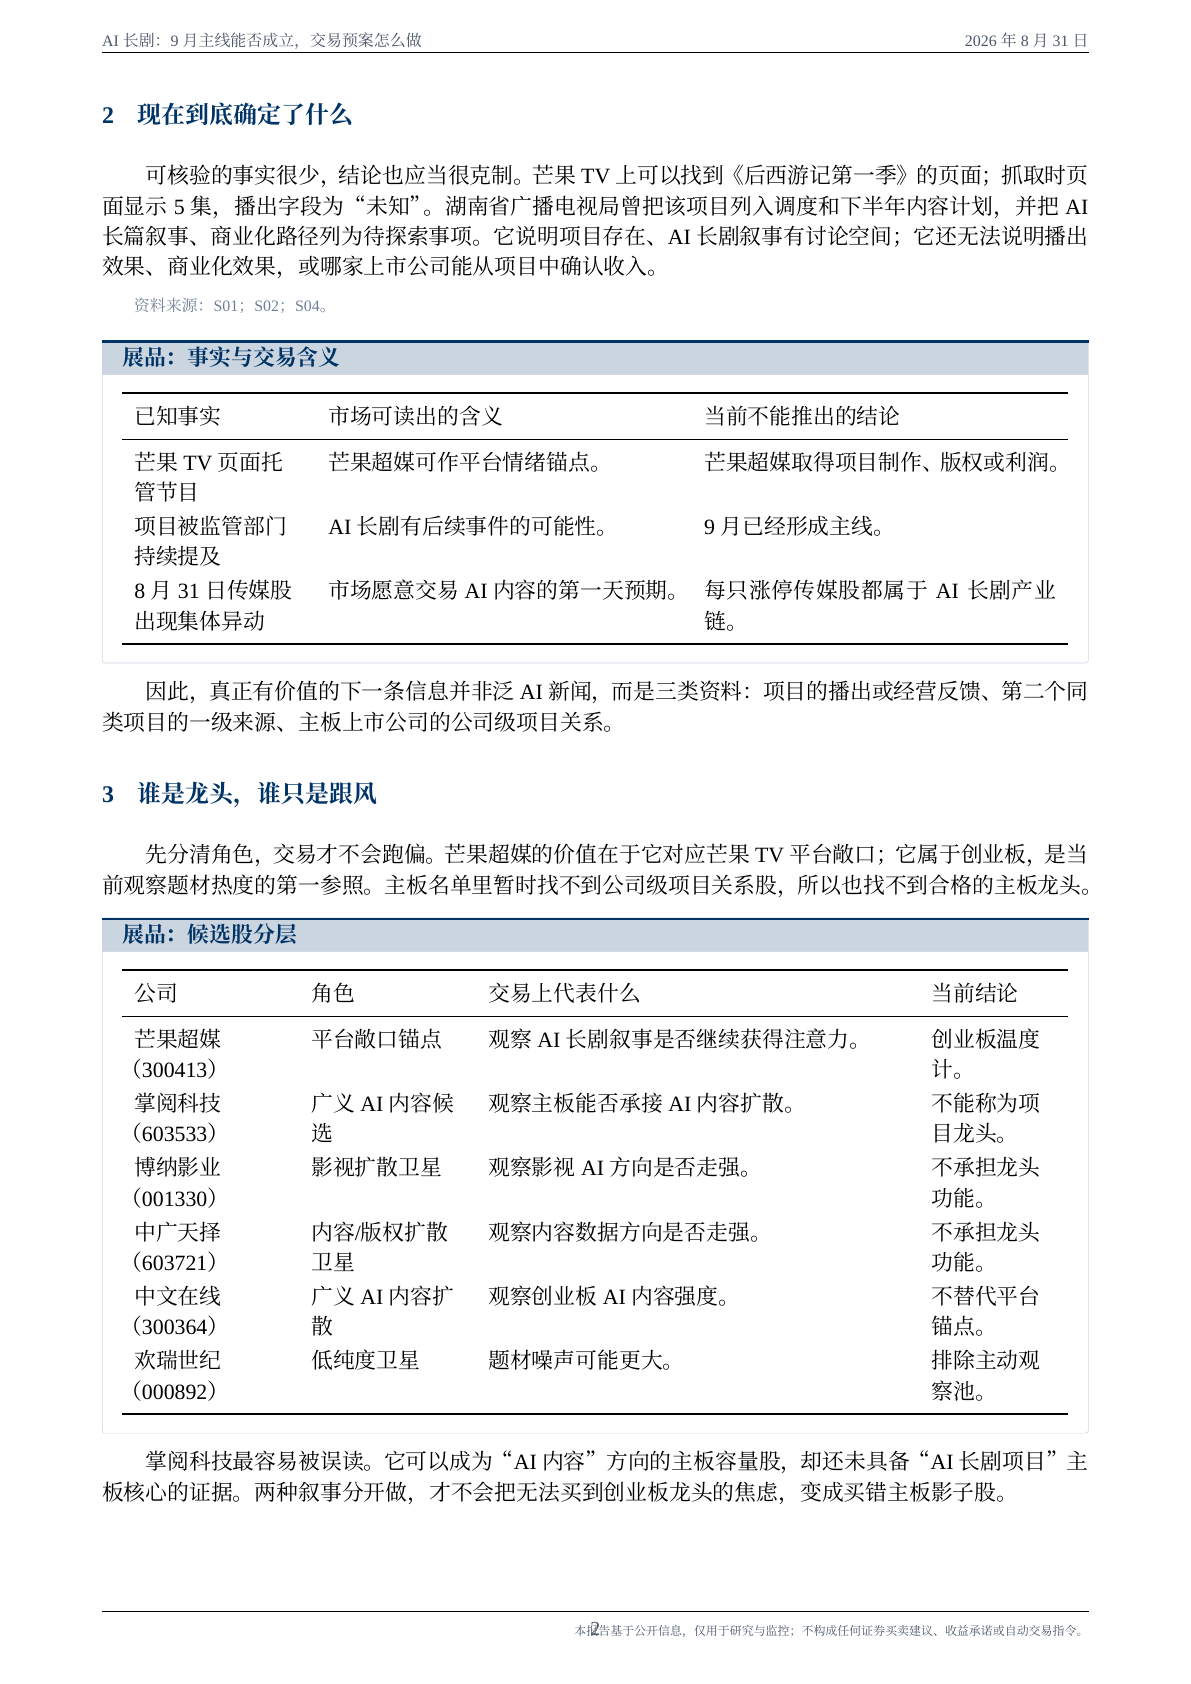 AI 长剧：9 月主线能否成立，交易预案怎么做
2026 年 8 月 31 日
2 现在到底确定了什么
可核验的事实很少，结论也应当很克制。芒果 TV 上可以找到《后西游记第一季》的页面；抓取时页
面显示 5 集，播出字段为“未知”。湖南省广播电视局曾把该项目列入调度和下半年内容计划，并把 AI
长篇叙事、商业化路径列为待探索事项。它说明项目存在、AI 长剧叙事有讨论空间；它还无法说明播出
效果、商业化效果，或哪家上市公司能从项目中确认收入。
资料来源：S01；S02；S04。
展品：事实与交易含义
已知事实 市场可读出的含义 当前不能推出的结论
芒果 TV 页面托 芒果超媒可作平台情绪锚点。 芒果超媒取得项目制作、版权或利润。
管节目
项目被监管部门 AI 长剧有后续事件的可能性。 9 月已经形成主线。
持续提及
8 月 31 日传媒股 市场愿意交易 AI 内容的第一天预期。 每只涨停传媒股都属于 AI 长剧产业
出现集体异动 链。
因此，真正有价值的下一条信息并非泛 AI 新闻，而是三类资料：项目的播出或经营反馈、第二个同
类项目的一级来源、主板上市公司的公司级项目关系。
3 谁是龙头，谁只是跟风
先分清角色，交易才不会跑偏。芒果超媒的价值在于它对应芒果 TV 平台敞口；它属于创业板，是当
前观察题材热度的第一参照。主板名单里暂时找不到公司级项目关系股，所以也找不到合格的主板龙头。
展品：候选股分层
公司 角色 交易上代表什么 当前结论
芒果超媒 平台敞口锚点 观察 AI 长剧叙事是否继续获得注意力。 创业板温度
（300413） 计。
掌阅科技 广义 AI 内容候 观察主板能否承接 AI 内容扩散。 不能称为项
（603533） 选 目龙头。
博纳影业 影视扩散卫星 观察影视 AI 方向是否走强。 不承担龙头
（001330） 功能。
中广天择 内容/版权扩散 观察内容数据方向是否走强。 不承担龙头
（603721） 卫星 功能。
中文在线 广义 AI 内容扩 观察创业板 AI 内容强度。 不替代平台
（300364） 散 锚点。
欢瑞世纪 低纯度卫星 题材噪声可能更大。 排除主动观
（000892） 察池。
掌阅科技最容易被误读。它可以成为“AI 内容”方向的主板容量股，却还未具备“AI 长剧项目”主
板核心的证据。两种叙事分开做，才不会把无法买到创业板龙头的焦虑，变成买错主板影子股。
2
本报告基于公开信息，仅用于研究与监控；不构成任何证券买卖建议、收益承诺或自动交易指令。